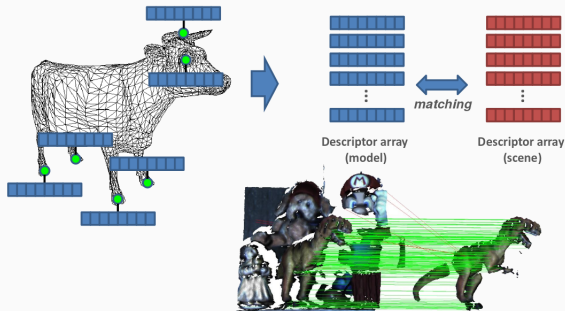 matching
Descriptor array
(model)
Descriptor array
(scene)
M